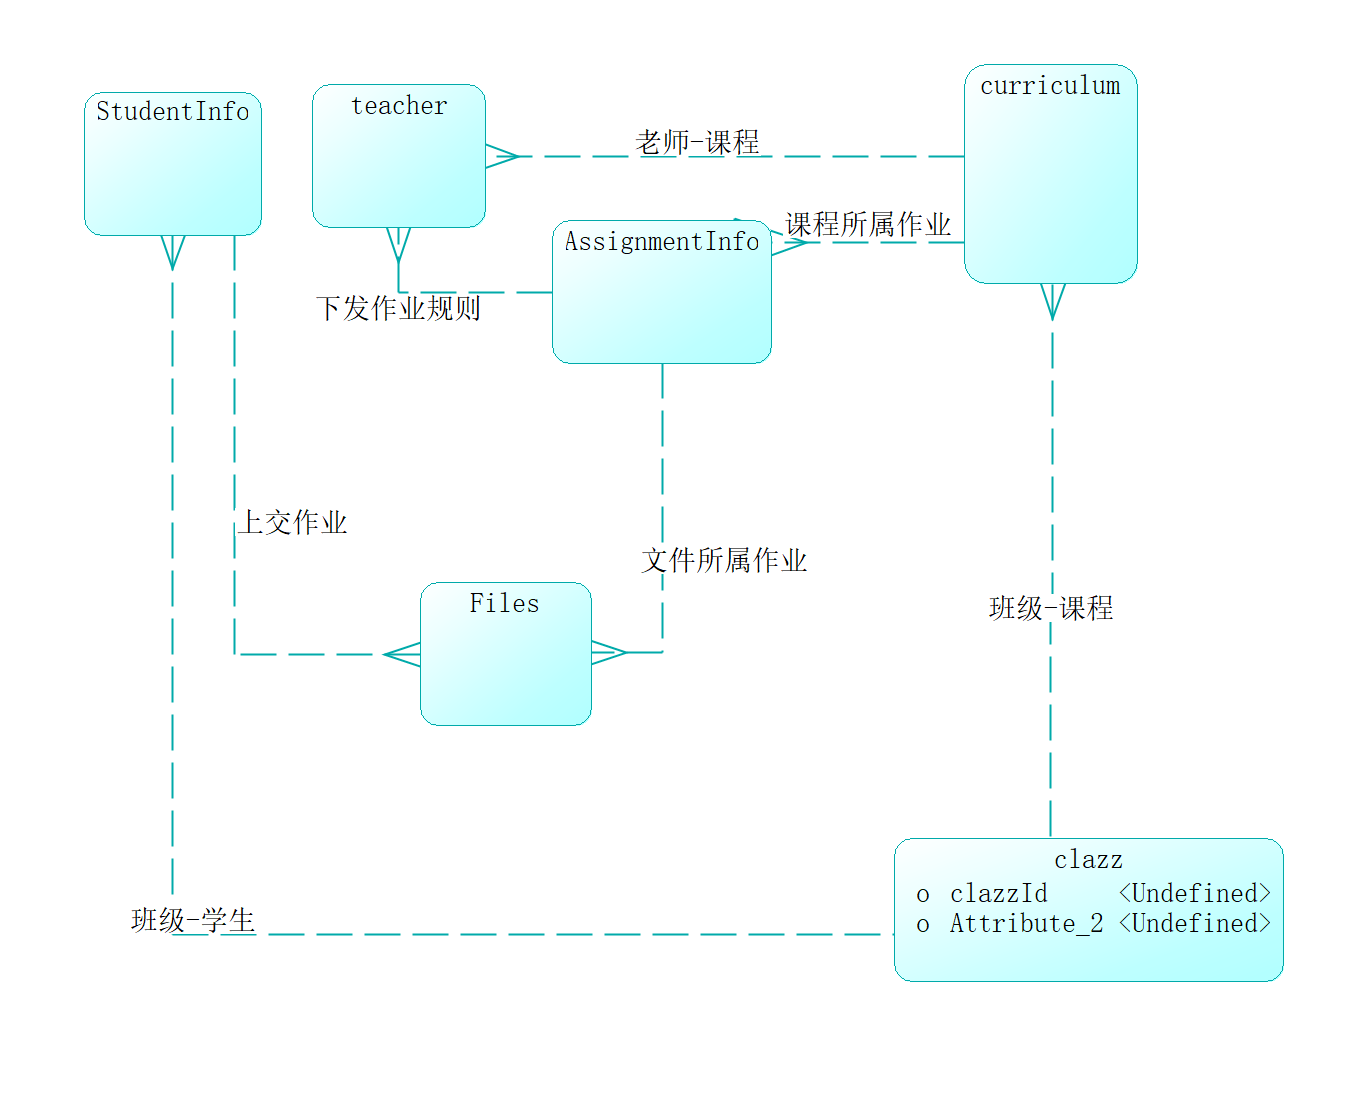 curriculum
StudentInfo
teacher
老师-课程
课程所属作业
AssignmentInfo
下发作业规则
上交作业
文件所属作业
Files
班级-课程
clazz
o clazzId <Undefined>
o Attribute_2 <Undefined>
班级-学生